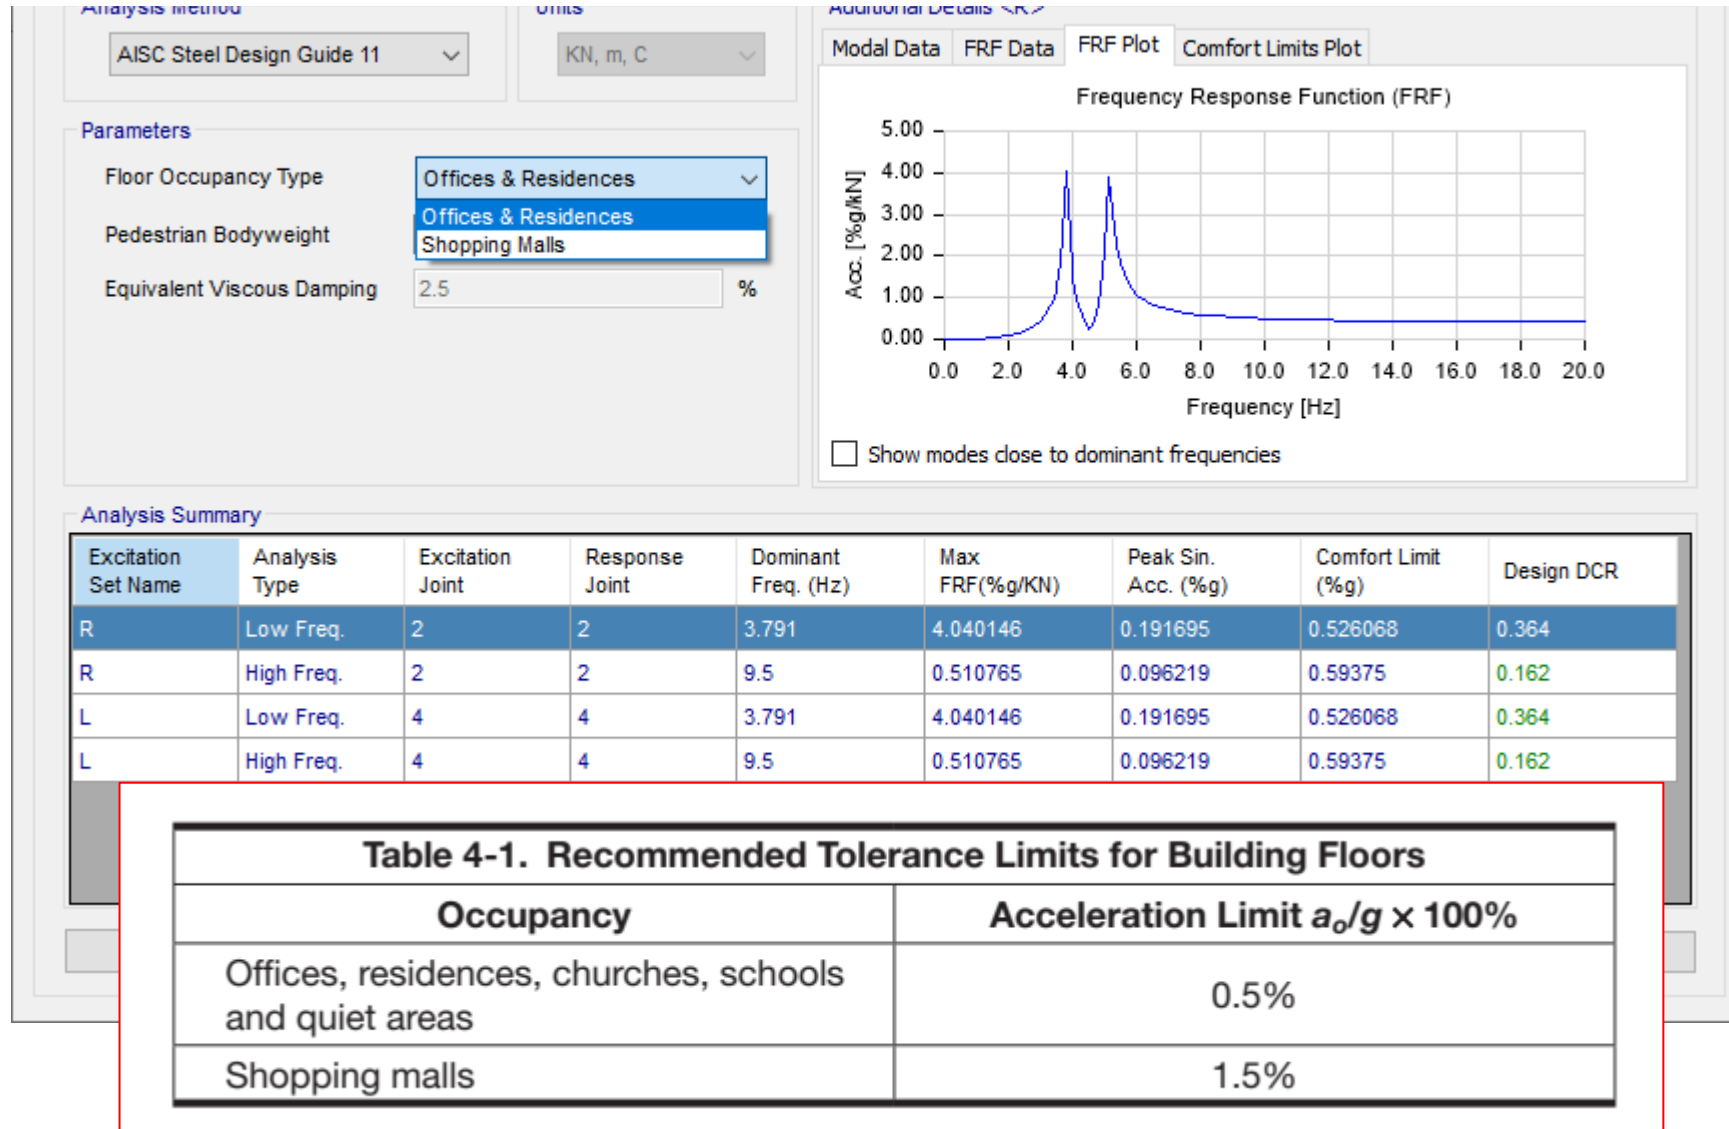 Analysis Method
Units
Additional Details <R>
AISC Steel Design Guide 11
KN, m, C
Modal Data
FRF Data
FRF Plot
Comfort Limits Plot
Parameters
Floor Occupancy Type
Offices & Residences
Offices & Residences
Shopping Malls
Pedestrian Bodyweight
Equivalent Viscous Damping
2.5
%
Frequency Response Function (FRF)
Acc. [%g/kN]
5.00
4.00
3.00
2.00
1.00
0.00
0.0 2.0 4.0 6.0 8.0 10.0 12.0 14.0 16.0 18.0 20.0
Frequency [Hz]
Show modes close to dominant frequencies
Analysis Summary
Excitation Set Name Analysis Type Excitation Joint Response Joint Dominant Freq. (Hz) Max FRF(%g/KN) Peak Sin. Acc. (%g) Comfort Limit (%g) Design DCR
R Low Freq. 2 2 3.791 4.040146 0.191695 0.526068 0.364
R High Freq. 2 2 9.5 0.510765 0.096219 0.59375 0.162
L Low Freq. 4 4 3.791 4.040146 0.191695 0.526068 0.364
L High Freq. 4 4 9.5 0.510765 0.096219 0.59375 0.162
Table 4-1. Recommended Tolerance Limits for Building Floors
Occupancy Acceleration Limit aₒ/g × 100%
Offices, residences, churches, schools
and quiet areas
0.5%
Shopping malls 1.5%